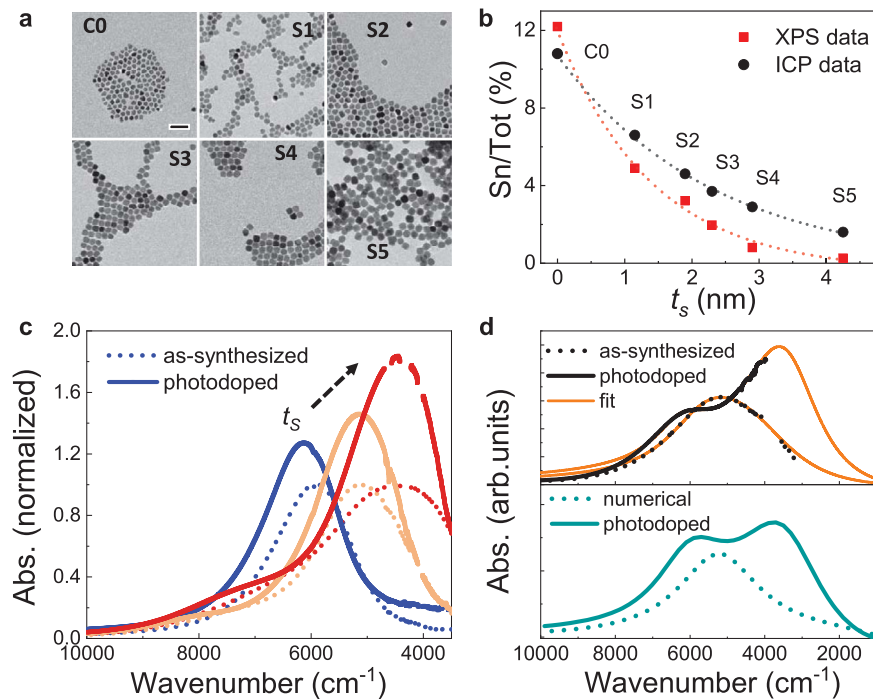 a
C0
S1
S2
S3
S4
S5
b
Sn/Tot (%)
12
8
4
0
XPS data
ICP data
C0
S1
S2
S3
S4
S5
0 1 2 3 4
ts (nm)
c
Abs. (normalized)
2.0
1.6
1.2
0.8
0.4
0.0
as-synthesized
photodoped
ts
10000 8000 6000 4000
Wavenumber (cm⁻¹)
d
Abs. (arb.units)
as-synthesized
photodoped
fit
numerical
photodoped
10000 8000 6000 4000 2000
Wavenumber (cm⁻¹)